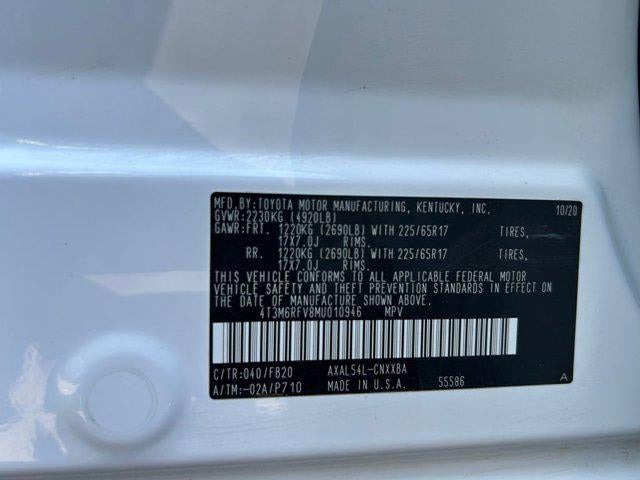 MFD.BY:TOYOTA MOTOR MANUFACTURING, KENTUCKY, INC. 10/20
GVWR:2230KG (4920LB)
GAWR:FRT. 1220KG (2690LB) WITH 225/65R17 TIRES,
17X7.0J RIMS.
RR. 1220KG (2690LB) WITH 225/65R17 TIRES,
17X7.0J RIMS.
THIS VEHICLE CONFORMS TO ALL APPLICABLE FEDERAL MOTOR
VEHICLE SAFETY AND THEFT PREVENTION STANDARDS IN EFFECT ON
THE DATE OF MANUFACTURE SHOWN ABOVE.
4T3M6RFV8MU010946 MPV
C/TR:040/FB20 AXAL54L-CNXXBA
A/TM:-02A/P710 MADE IN U.S.A. 55586 A